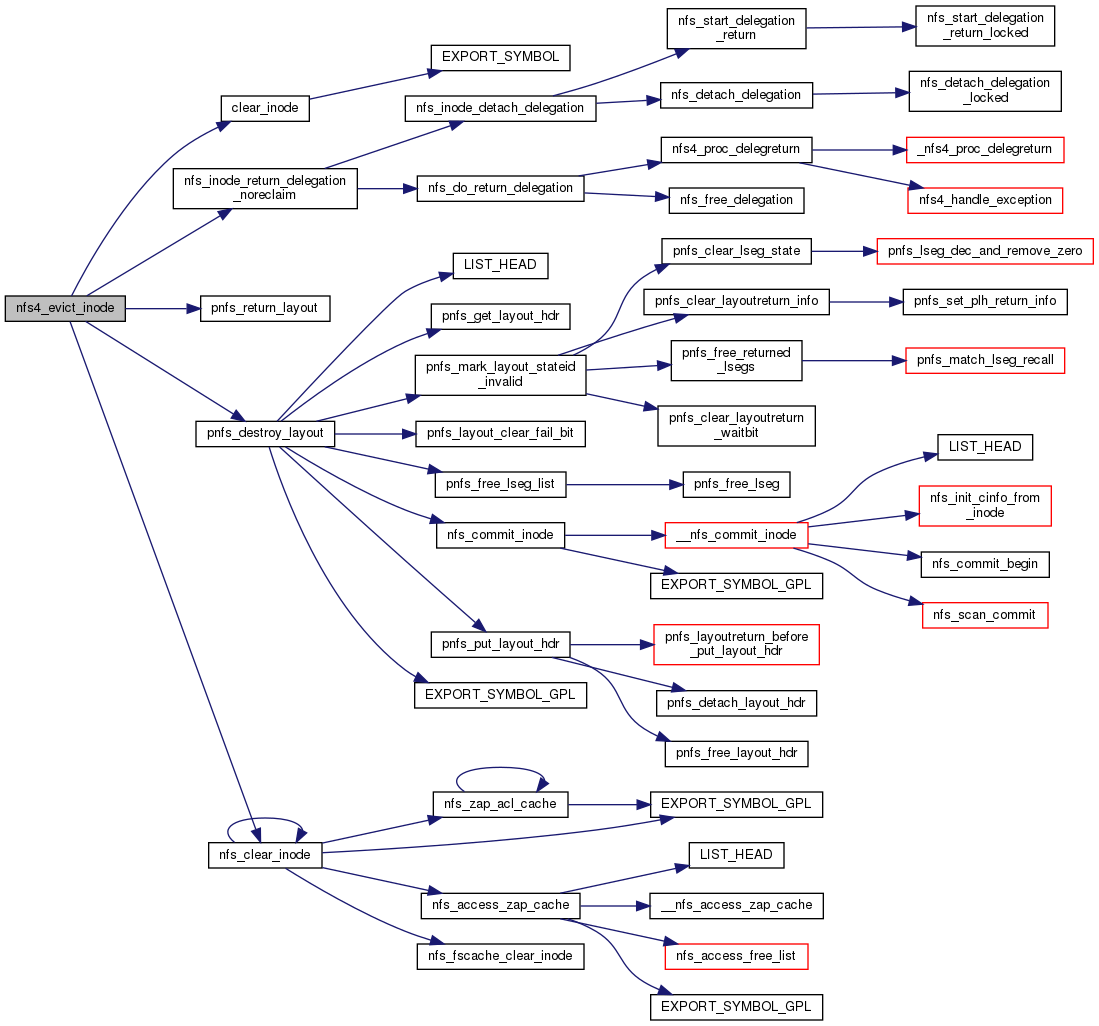 nfs4_evict_inode
clear_inode
EXPORT_SYMBOL
nfs_inode_return_delegation
_noreclaim
nfs_inode_detach_delegation
nfs_start_delegation
_return
nfs_start_delegation
_return_locked
nfs_detach_delegation
nfs_detach_delegation
_locked
nfs_do_return_delegation
nfs4_proc_delegreturn
_nfs4_proc_delegreturn
nfs4_handle_exception
nfs_free_delegation
pnfs_return_layout
pnfs_destroy_layout
LIST_HEAD
pnfs_get_layout_hdr
pnfs_mark_layout_stateid
_invalid
pnfs_clear_lseg_state
pnfs_lseg_dec_and_remove_zero
pnfs_clear_layoutreturn_info
pnfs_set_plh_return_info
pnfs_free_returned
_lsegs
pnfs_match_lseg_recall
pnfs_clear_layoutreturn
_waitbit
pnfs_layout_clear_fail_bit
pnfs_free_lseg_list
pnfs_free_lseg
nfs_commit_inode
__nfs_commit_inode
LIST_HEAD
nfs_init_cinfo_from
_inode
nfs_commit_begin
nfs_scan_commit
EXPORT_SYMBOL_GPL
pnfs_put_layout_hdr
pnfs_layoutreturn_before
_put_layout_hdr
pnfs_detach_layout_hdr
pnfs_free_layout_hdr
EXPORT_SYMBOL_GPL
nfs_clear_inode
nfs_zap_acl_cache
EXPORT_SYMBOL_GPL
nfs_access_zap_cache
LIST_HEAD
__nfs_access_zap_cache
nfs_access_free_list
EXPORT_SYMBOL_GPL
nfs_fscache_clear_inode